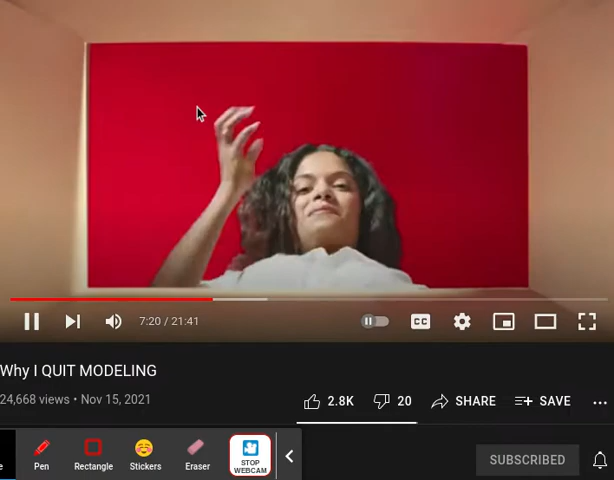 7:20 / 21:41
CC
Why I QUIT MODELING
24,668 views • Nov 15, 2021
2.8K
20
SHARE
SAVE
...
e
Pen
Rectangle
Stickers
Eraser
STOP
WEBCAM
SUBSCRIBED